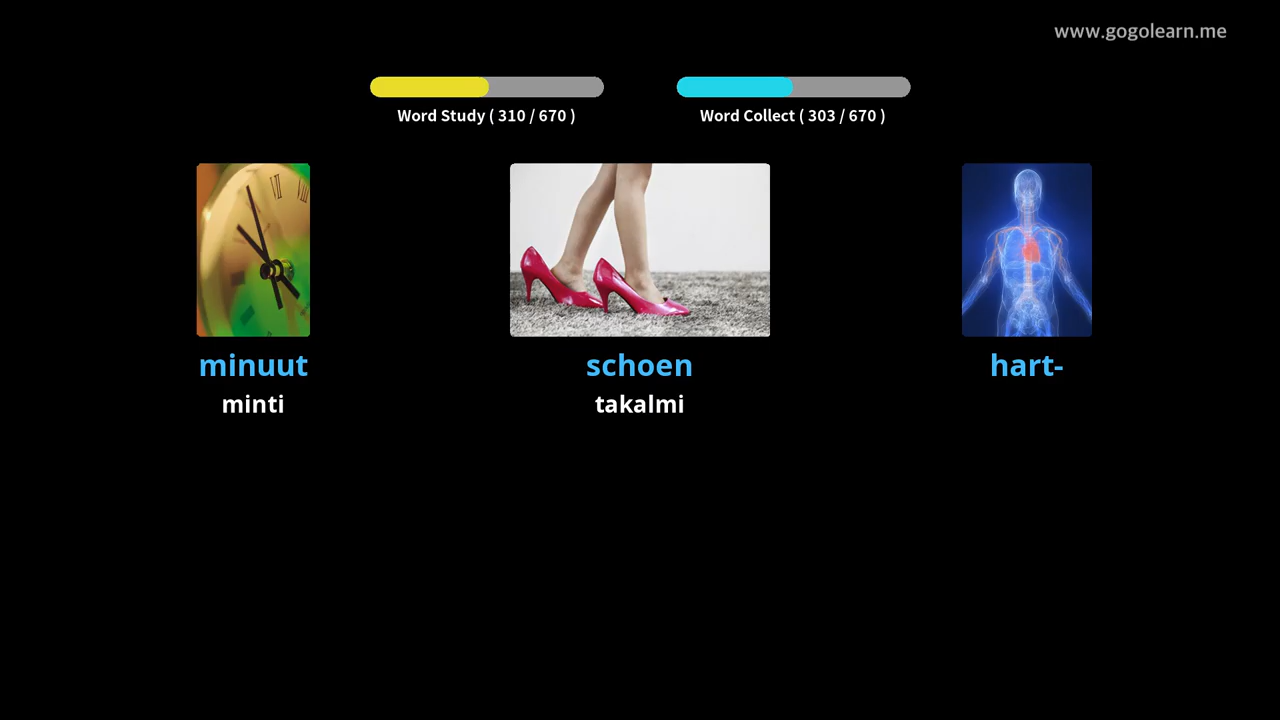 www.gogolearn.me
Word Study ( 310 / 670 )
Word Collect ( 303 / 670 )
minuut
schoen
hart-
minti
takalmi